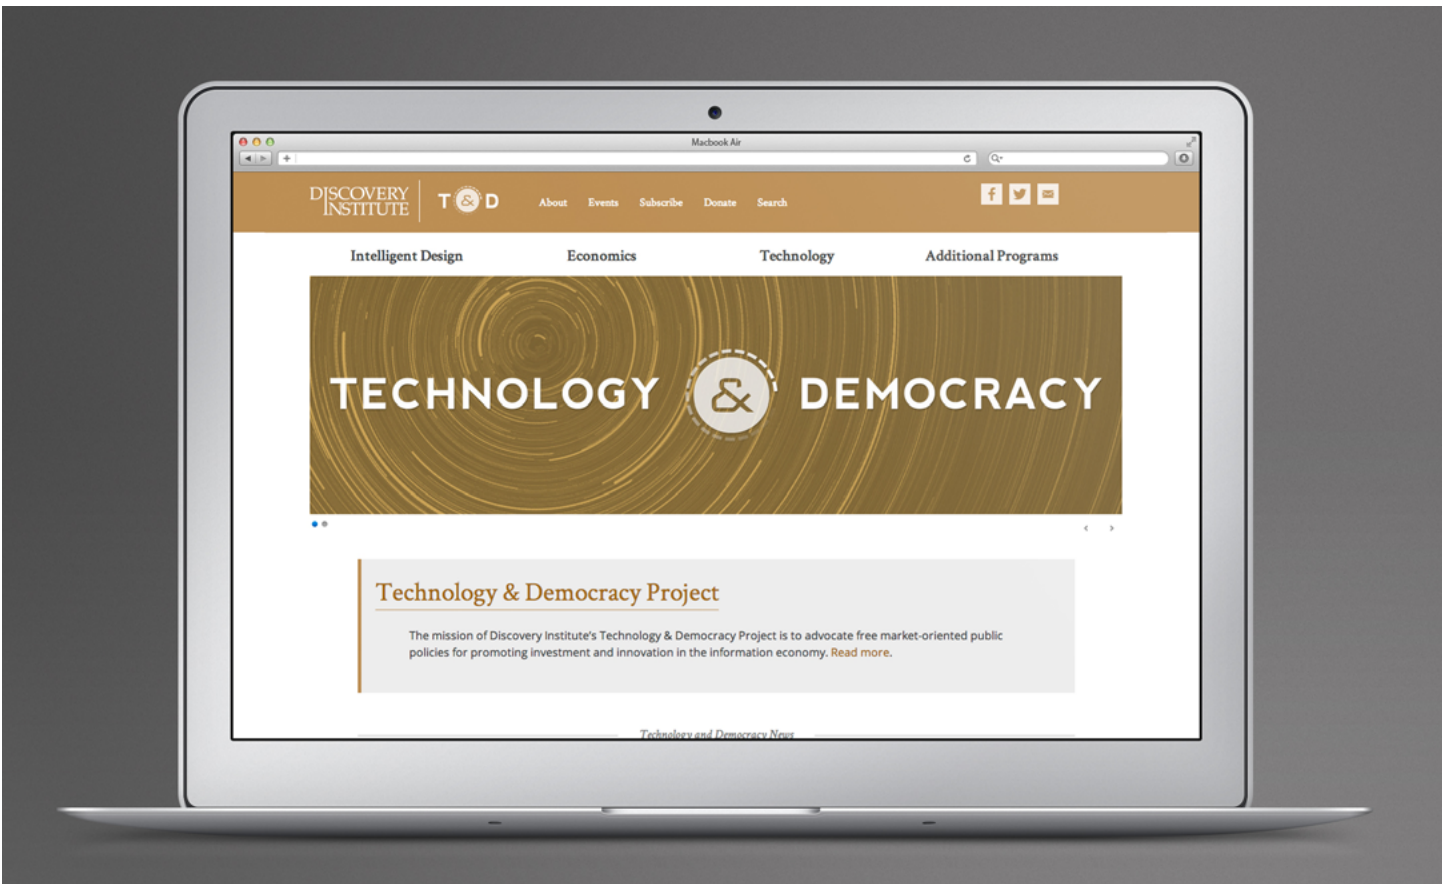 Macbook Air
DISCOVERY
INSTITUTE
T & D
About Events Subscribe Donate Search
Intelligent Design Economics Technology Additional Programs
TECHNOLOGY & DEMOCRACY
Technology & Democracy Project
The mission of Discovery Institute's Technology & Democracy Project is to advocate free market-oriented public
policies for promoting investment and innovation in the information economy. Read more.
Technology and Democracy News